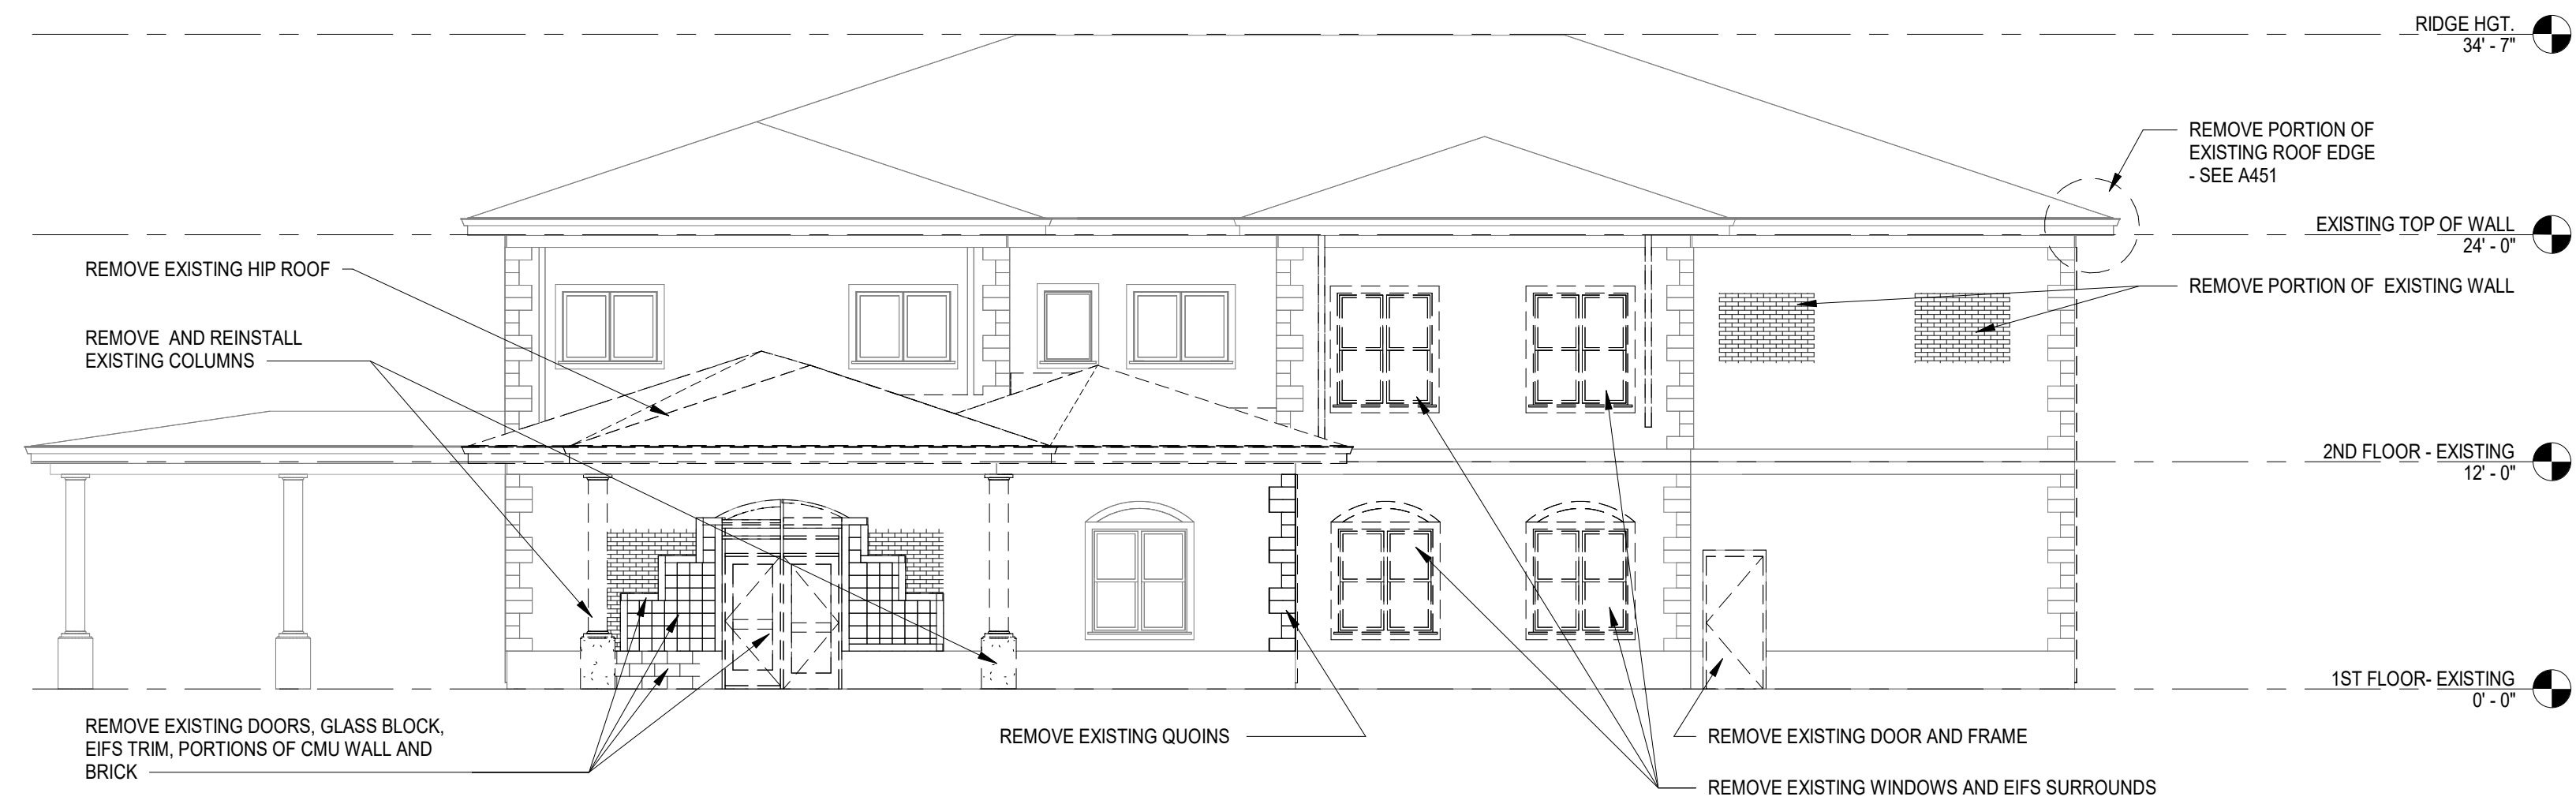 RIDGE HGT.
34' - 7"
REMOVE PORTION OF
EXISTING ROOF EDGE
- SEE A451
EXISTING TOP OF WALL
24' - 0"
REMOVE EXISTING HIP ROOF
REMOVE PORTION OF EXISTING WALL
REMOVE AND REINSTALL
EXISTING COLUMNS
2ND FLOOR - EXISTING
12' - 0"
1ST FLOOR- EXISTING
0' - 0"
REMOVE EXISTING DOORS, GLASS BLOCK,
EIFS TRIM, PORTIONS OF CMU WALL AND
BRICK
REMOVE EXISTING QUOINS
REMOVE EXISTING DOOR AND FRAME
REMOVE EXISTING WINDOWS AND EIFS SURROUNDS